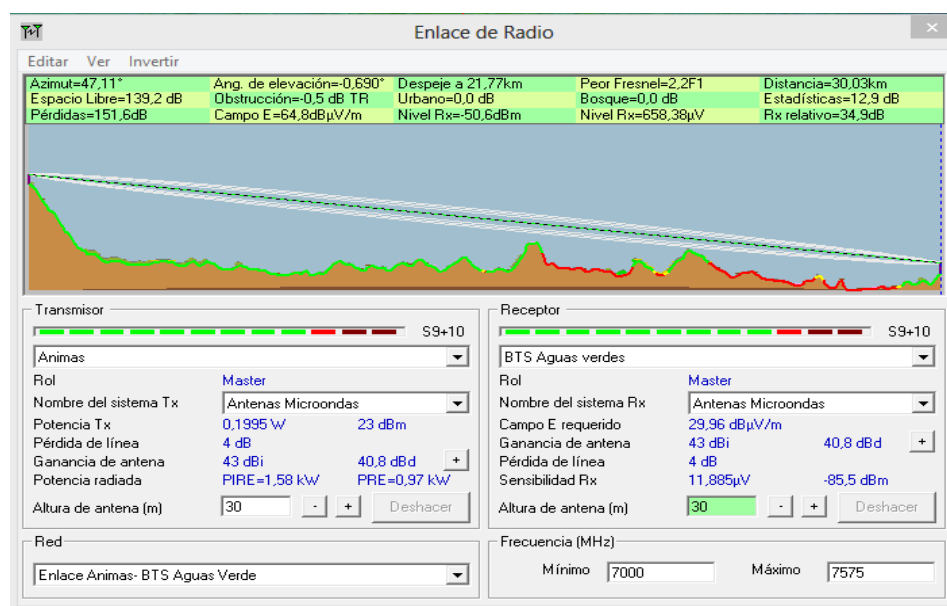 Enlace de Radio
Editar Ver Invertir
Azimut=47,11° Ang. de elevación=-0,690° Despeje a 21,77km Peor Fresnel=2,2F1 Distancia=30,03km
Espacio Libre=139,2 dB Obstrucción=-0,5 dB TR Urbano=0,0 dB Bosque=0,0 dB Estadísticas=12,9 dB
Pérdidas=151,6dB Campo E=64,8dBµV/m Nivel Rx=-50,6dBm Nivel Rx=658,38µV Rx relativo=34,9dB
Transmisor
S9+10
Animas
Rol Master
Nombre del sistema Tx Antenas Microondas
Potencia Tx 0,1995 W 23 dBm
Pérdida de línea 4 dB
Ganancia de antena 43 dBi 40,8 dBd +
Potencia radiada PIRE=1,58 kW PRE=0,97 kW
Altura de antena (m) 30 - + Deshacer
Red
Enlace Animas- BTS Aguas Verde
Receptor
S9+10
BTS Aguas verdes
Rol Master
Nombre del sistema Rx Antenas Microondas
Campo E requerido 29,96 dBµV/m
Ganancia de antena 43 dBi 40,8 dBd +
Pérdida de línea 4 dB
Sensibilidad Rx 11,885µV -85,5 dBm
Altura de antena (m) 30 - + Deshacer
Frecuencia (MHz)
Mínimo 7000 Máximo 7575